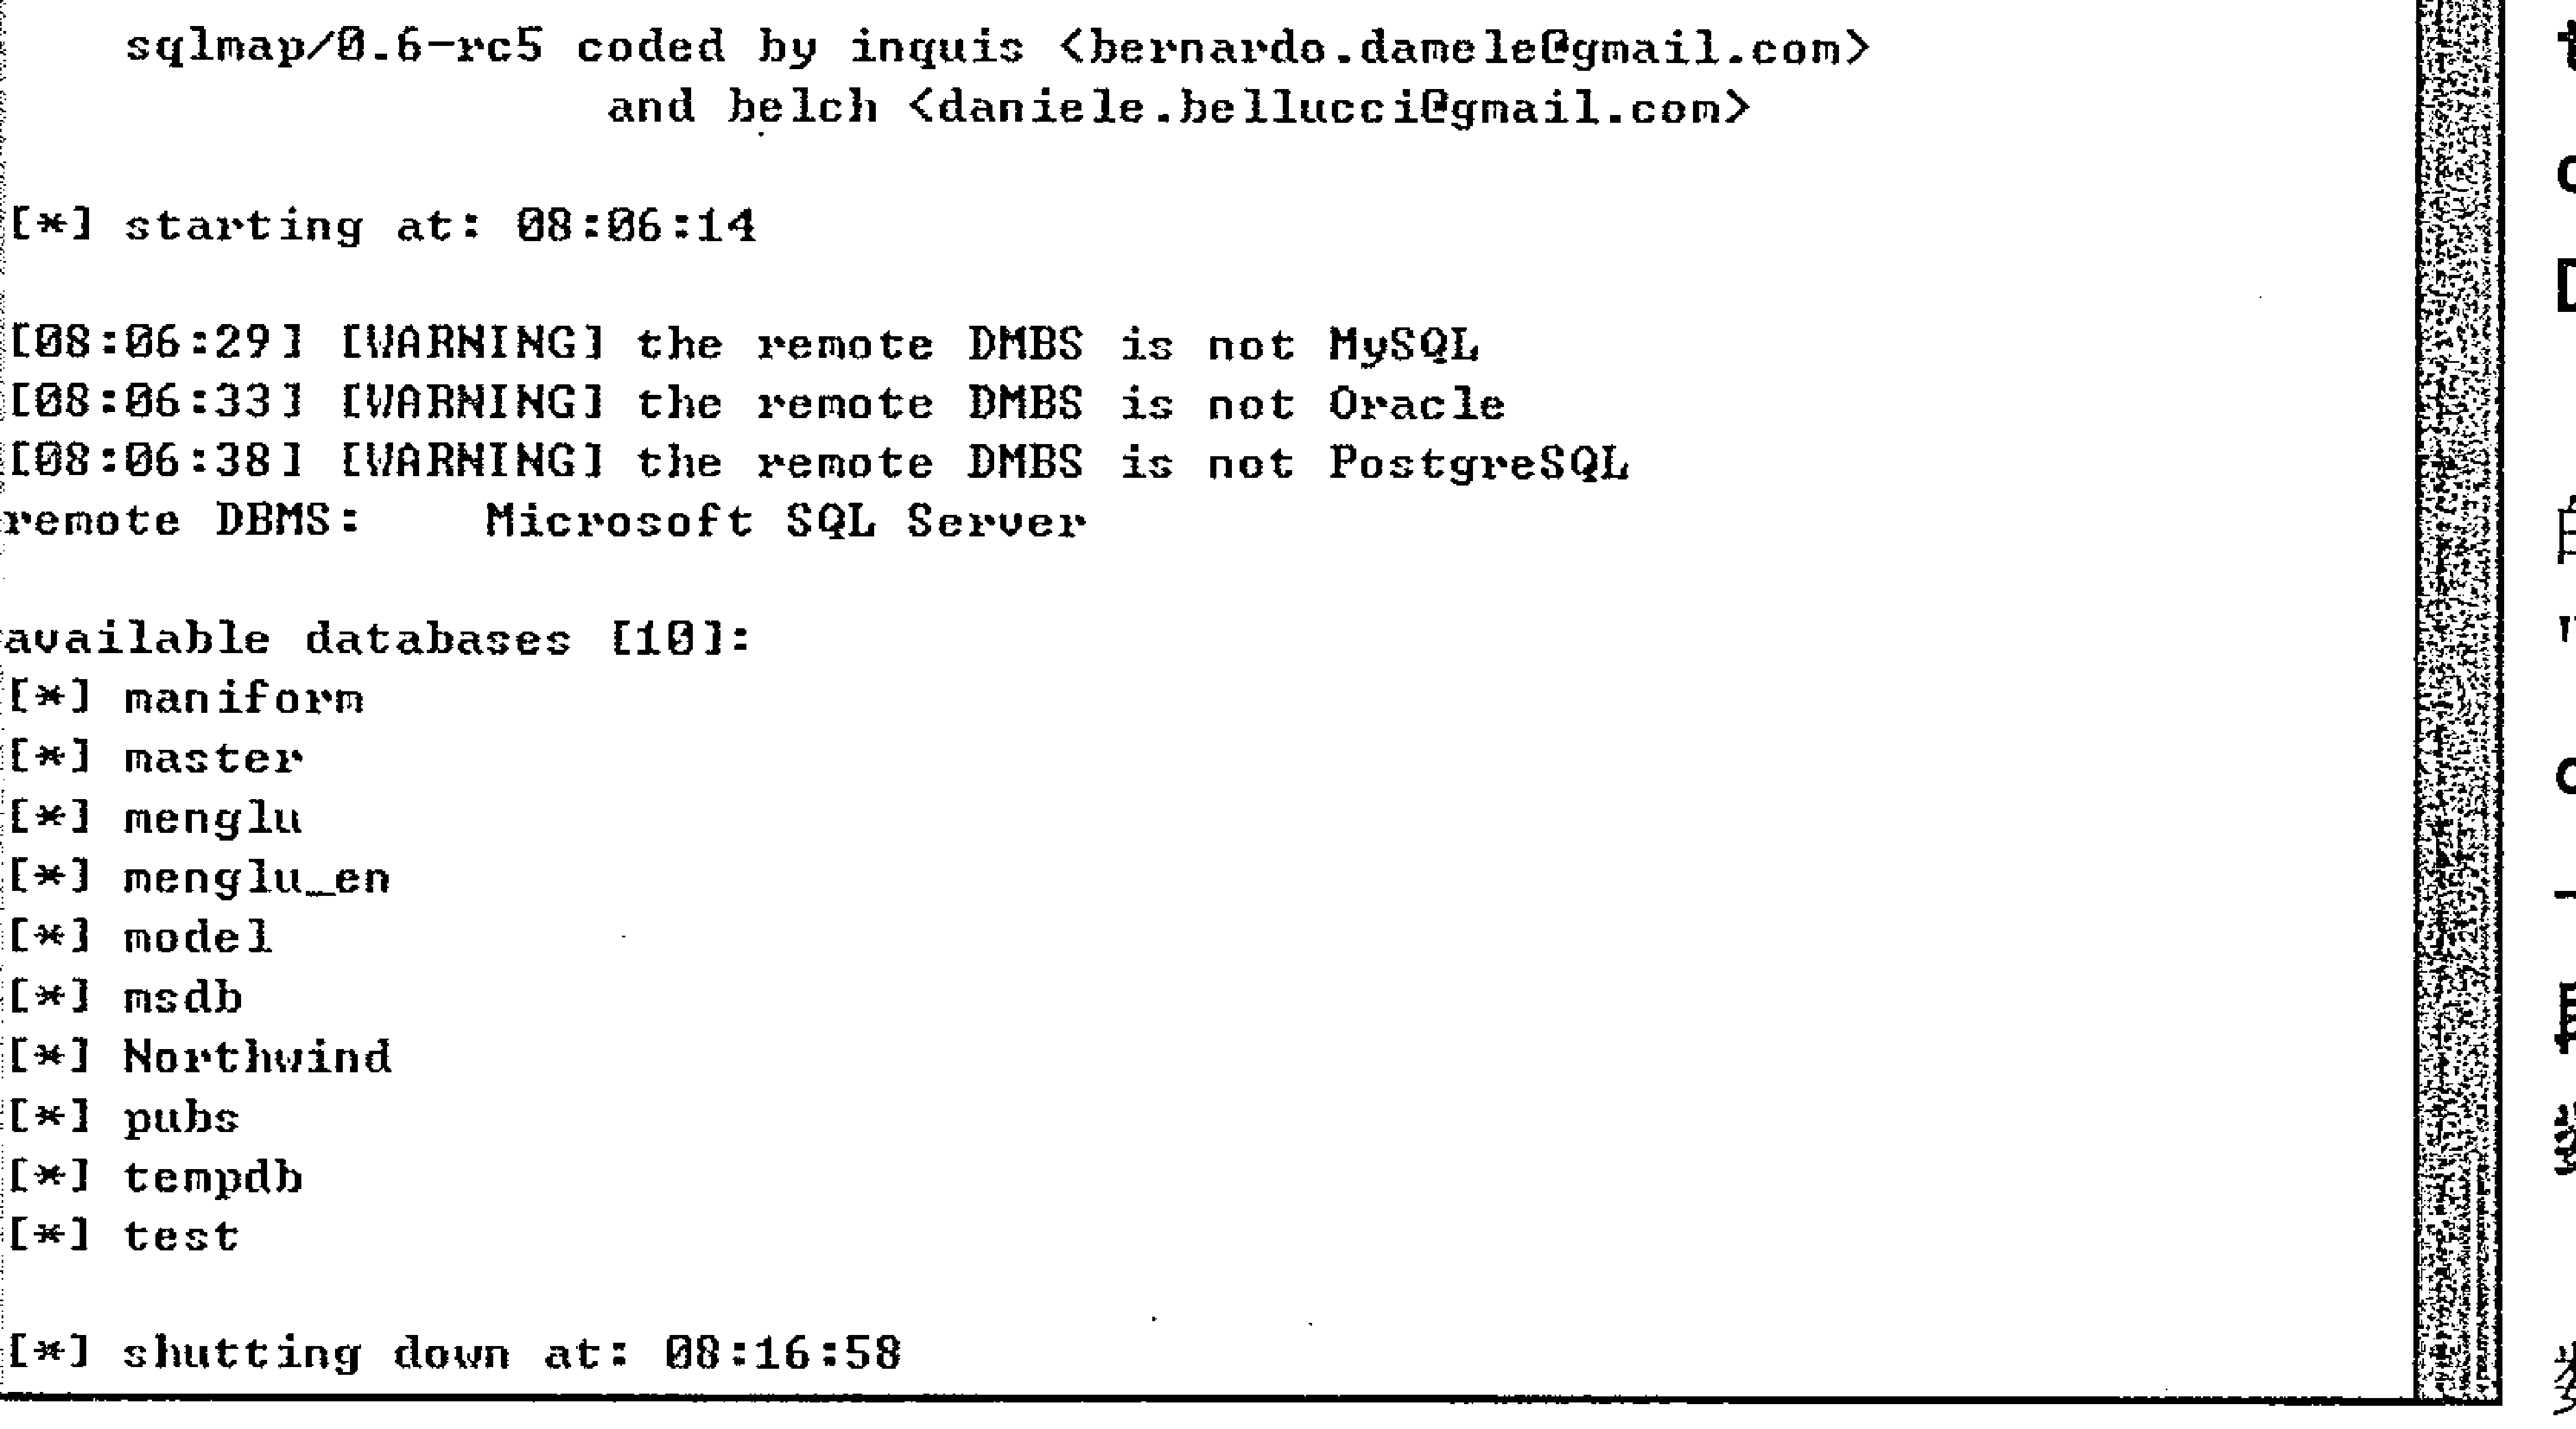 sqlmap/0.6-rc5 coded by inquis <bernardo.damele@gmail.com>
and belch <daniele.bellucci@gmail.com>
[*] starting at: 08:06:14
[08:06:29] [WARNING] the remote DMBS is not MySQL
[08:06:33] [WARNING] the remote DMBS is not Oracle
[08:06:38] [WARNING] the remote DMBS is not PostgreSQL
remote DBMS: Microsoft SQL Server
available databases [10]:
[*] maniform
[*] master
[*] menglu
[*] menglu_en
[*] model
[*] msdb
[*] Northwind
[*] pubs
[*] tempdb
[*] test
[*] shutting down at: 08:16:58